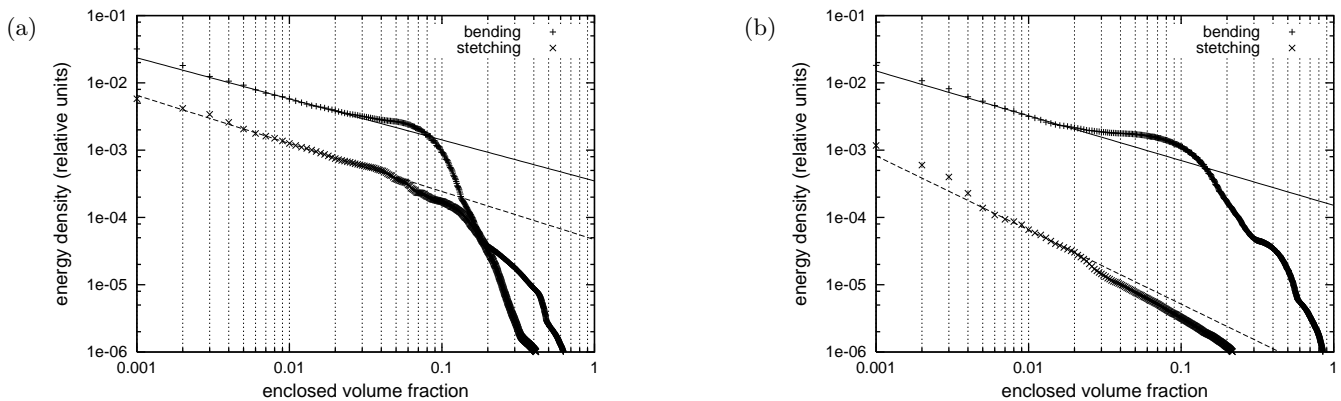 (a)
energy density (relative units)
1e-01
1e-02
1e-03
1e-04
1e-05
1e-06
bending
stetching
0.001
0.01
0.1
1
enclosed volume fraction
(b)
energy density (relative units)
1e-01
1e-02
1e-03
1e-04
1e-05
1e-06
bending
stetching
0.001
0.01
0.1
1
enclosed volume fraction